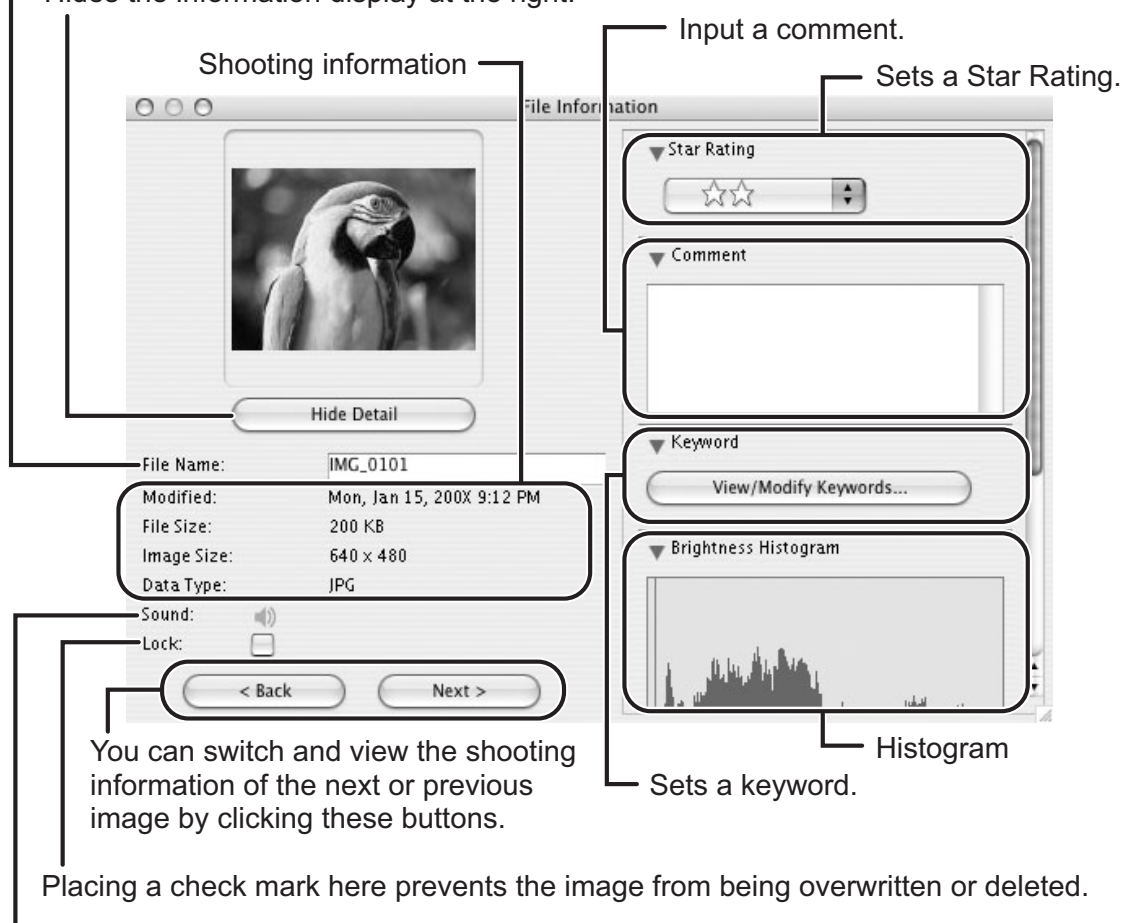 Hides the information display at the right.
Input a comment.
Shooting information
Sets a Star Rating.
File Information
Star Rating
Comment
Hide Detail
Keyword
File Name: IMG_0101
View/Modify Keywords...
Modified: Mon, Jan 15, 200X 9:12 PM
File Size: 200 KB
Brightness Histogram
Image Size: 640 x 480
Data Type: JPG
Sound:
Lock:
< Back Next >
Histogram
You can switch and view the shooting
information of the next or previous
image by clicking these buttons.
Sets a keyword.
Placing a check mark here prevents the image from being overwritten or deleted.